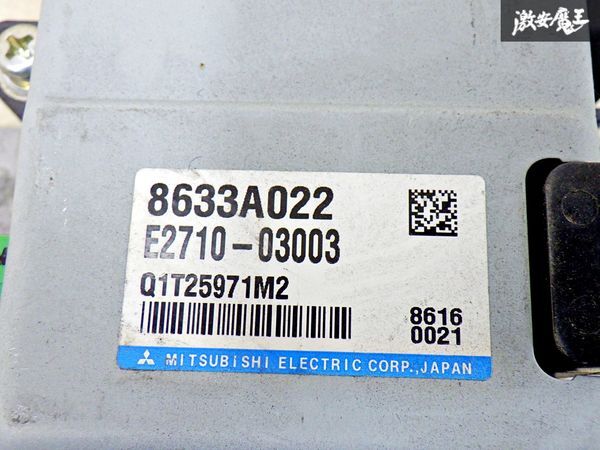 激安魔王
8633A022
E2710-03003
Q1T25971M2
8616
0021
MITSUBISHI ELECTRIC CORP.,JAPAN